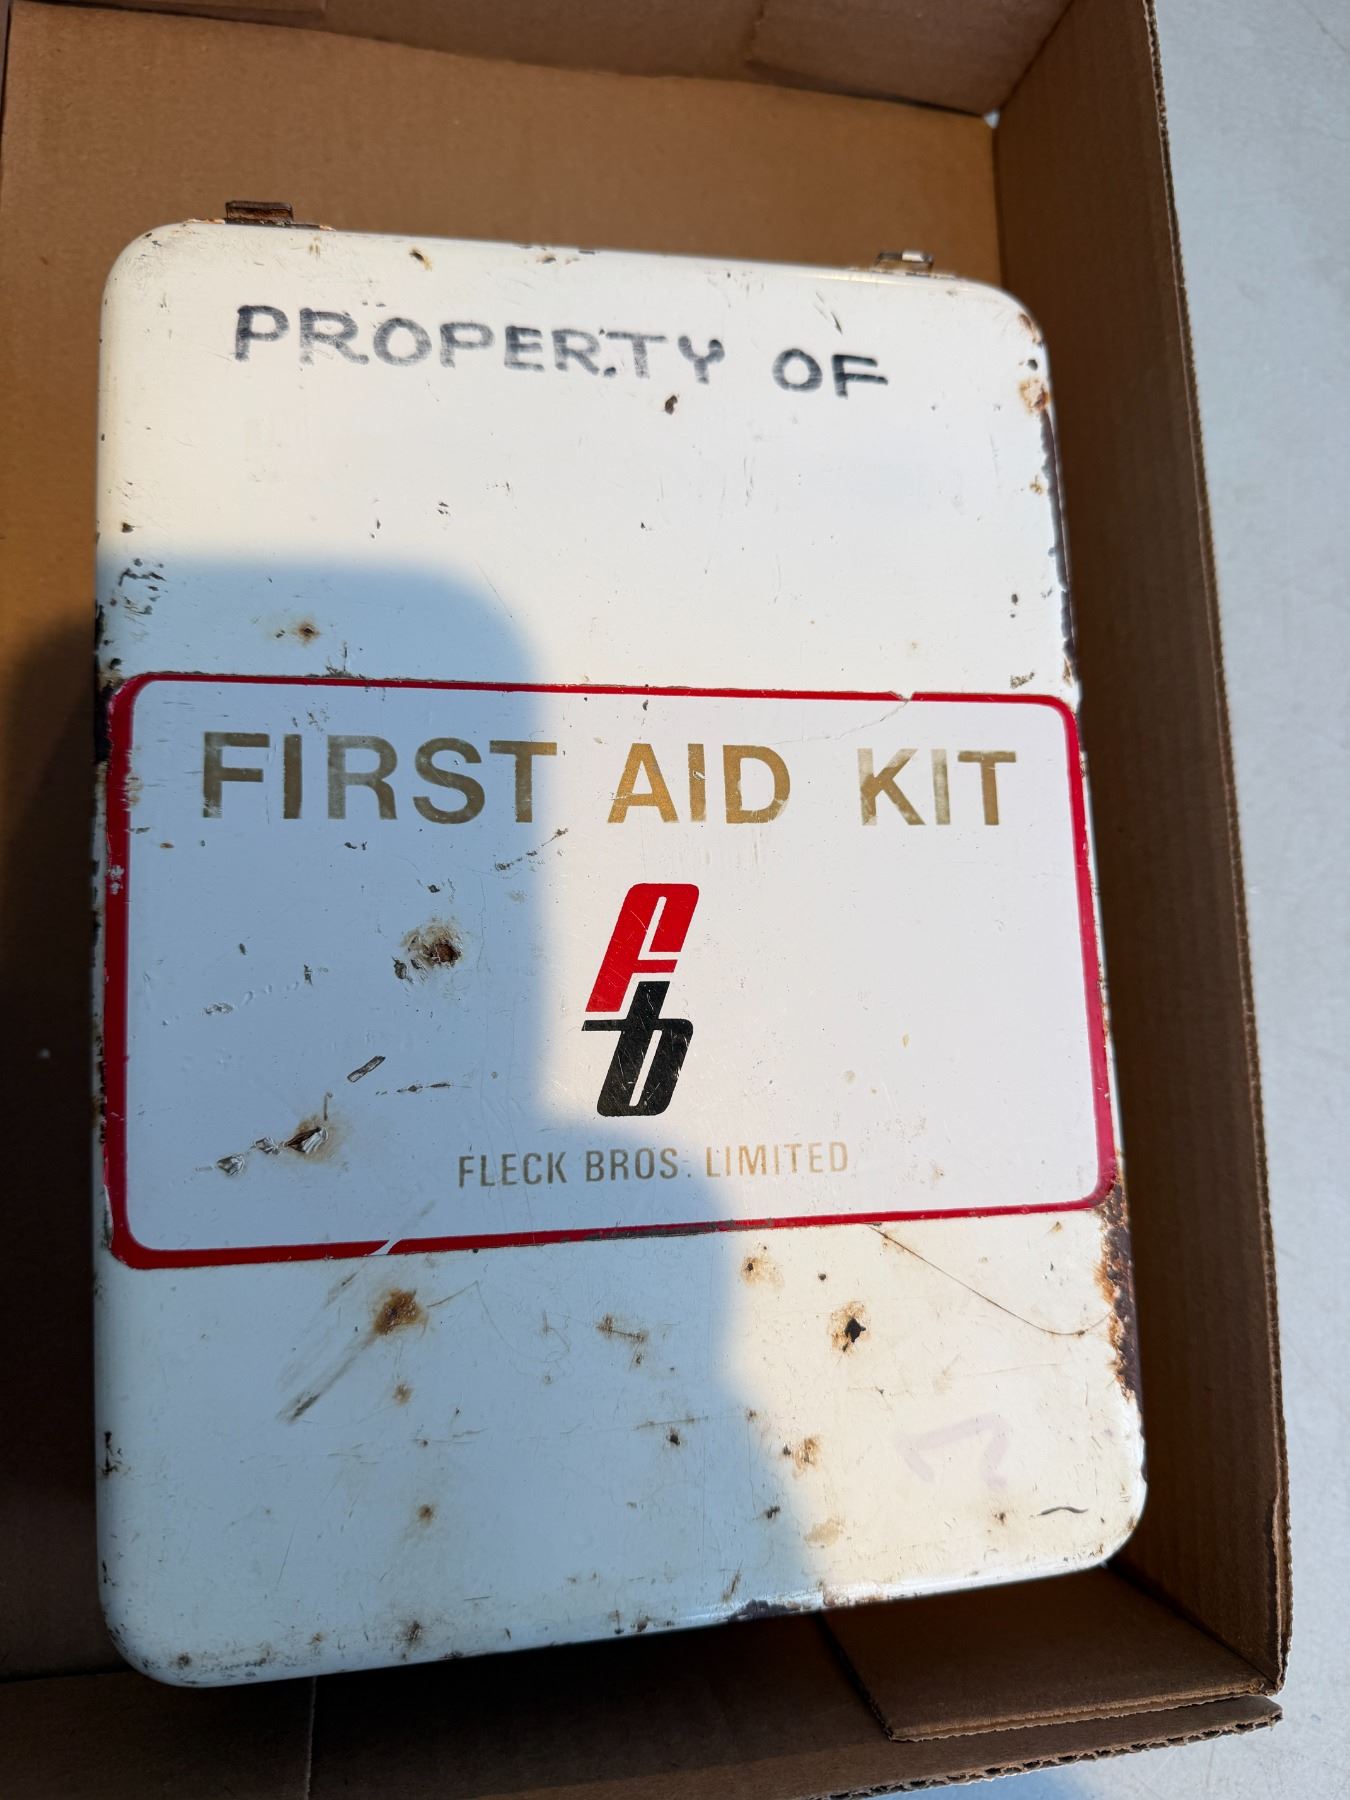 PROPERTY OF
FIRST AID KIT
fb
FLECK BROS. LIMITED